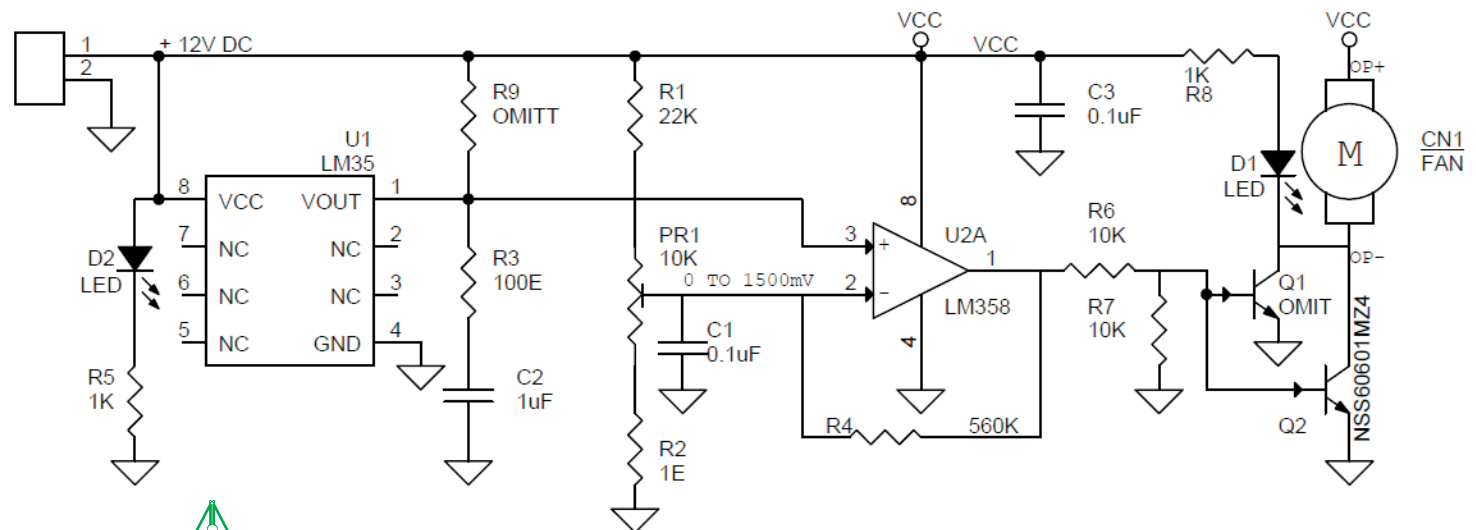 1
2
+ 12V DC
VCC
VCC
R9
OMITT
R1
22K
C3
0.1uF
1K
R8
VCC
OP+
M
CN1
FAN
D1
LED
OP-
U1
LM35
8
VCC
VOUT
1
7
NC
NC
2
6
NC
NC
3
5
NC
GND
4
D2
LED
R5
1K
R3
100E
C2
1uF
PR1
10K
0 TO 1500mV
C1
0.1uF
R2
1E
3
+
2
-
8
4
U2A
1
LM358
R4
560K
R6
10K
R7
10K
Q1
OMIT
Q2
NSS60601MZ4